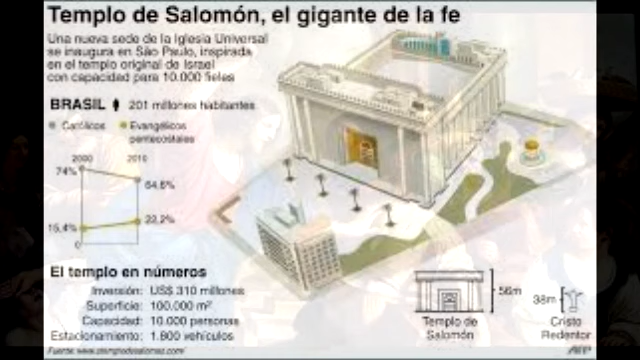 Templo de Salomón, el gigante de la fe
Una nueva sede de la Iglesia Universal
se inaugura en São Paulo, inspirada
en el templo original de Israel
con capacidad para 10.000 fieles
BRASIL 201 millones habitantes
Católicos
Evangélicos
pentecostales
2000
2010
74%
64,6%
15,4%
22,2%
0
El templo en números
Inversión: US$ 310 millones
Superficie: 100.000 m²
Capacidad: 10.000 personas
Estacionamiento: 1.800 vehículos
56m
Templo de
Salomón
38m
Cristo
Redentor
Fuente: www.otemplodesalomao.com
AFP